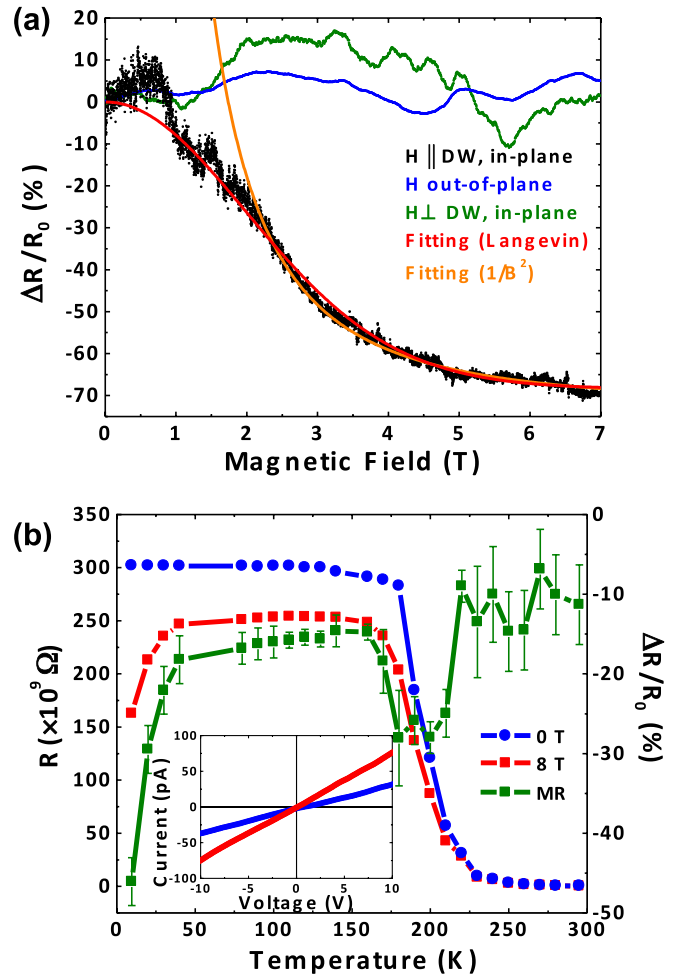 (a)
20
10
0
-10
-20
-30
-40
-50
-60
-70
ΔR/R0 (%)
H ∥ DW, in-plane
H out-of-plane
H⊥ DW, in-plane
Fitting (Langevin)
Fitting (1/B²)
0 1 2 3 4 5 6 7
Magnetic Field (T)
(b)
350
300
250
200
150
100
50
0
R (×10⁹ Ω)
0
-10
-20
-30
-40
-50
ΔR/R0 (%)
0 T
8 T
MR
100
50
0
-50
-100
Current (pA)
-10 -5 0 5 10
Voltage (V)
0 50 100 150 200 250 300
Temperature (K)